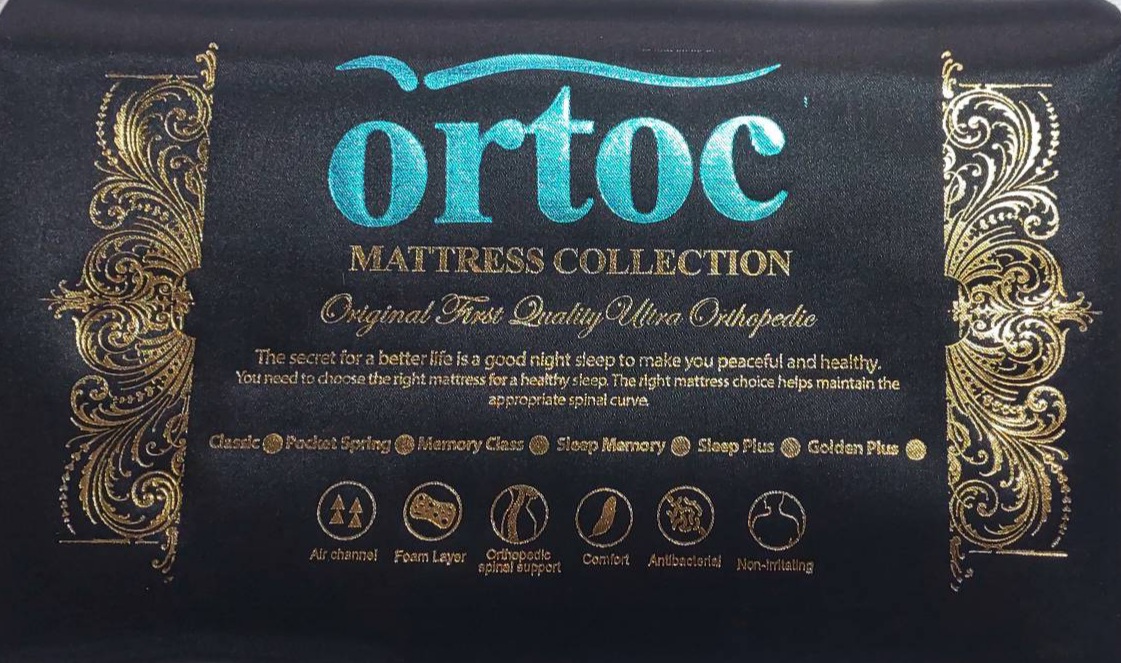 ortoc
MATTRESS COLLECTION
Original First Quality Ultra Orthopedic
The secret for a better life is a good night sleep to make you peaceful and healthy.
You need to choose the right mattress for a healthy sleep. The right mattress choice helps maintain the
appropriate spinal curve.
Classic Pocket Spring Memory Class Sleep Memory Sleep Plus Golden Plus
Air channel Foam Layer Orthopedic spinal support Comfort Antibacterial Non-irritating